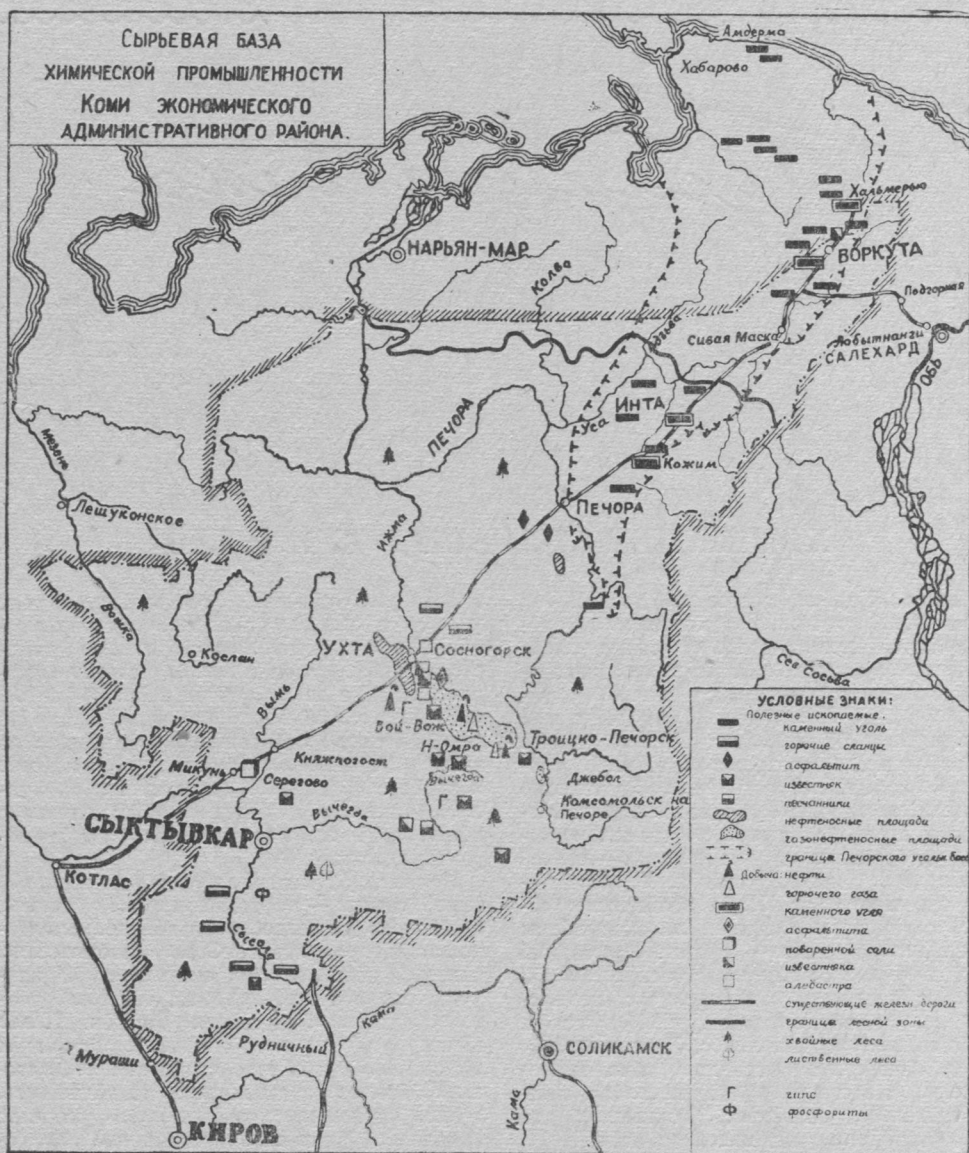 СЫРЬЕВАЯ БАЗА
ХИМИЧЕСКОЙ ПРОМЫШЛЕННОСТИ
КОМИ ЭКОНОМИЧЕСКОГО
АДМИНИСТРАТИВНОГО РАЙОНА.
Амдерма
Хабарово
Хальмерью
ВОРКУТА
НАРЬЯН-МАР
Колва
Подгорная
Сивая Маска
Лобытнанги
САЛЕХАРД
ОБЬ
ИНТА
Уса
ПЕЧОРА
Кожим
Мезень
ПЕЧОРА
Лешуконское
Ижма
Вашка
УХТА
Сосногорск
Кослан
Сев Сосьва
Вымь
Вой-Вож
Н-Омра
Троицко-Печорск
Княжпогост
Микунь
Вычегда
Джебол
Серегово
Комсомольск на
Печоре
Вычегда
СЫКТЫВКАР
КОТЛАС
Сысола
Кама
Рудничный
СОЛИКАМСК
Мураши
Кама
КИРОВ
УСЛОВНЫЕ ЗНАКИ:
Полезные ископаемые.
каменный уголь
горючие сланцы
асфальтит
известняк
песчанники
нефтеносные площади
газонефтеносные площади
границы Печорского угольн.
Добыча: нефти
горючего газа
каменного угля
асфальтита
поваренной соли
известняка
алебастра
существующие железн. дороги
границы лесной зоны
хвойные леса
лиственные леса
Г гипс
Ф фосфориты